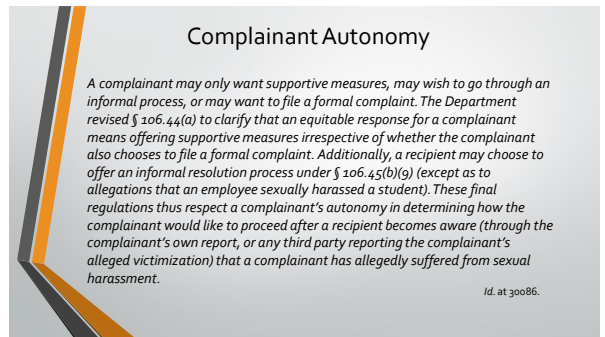 Complainant Autonomy
A complainant may only want supportive measures, may wish to go through an
informal process, or may want to file a formal complaint. The Department
revised § 106.44(a) to clarify that an equitable response for a complainant
means offering supportive measures irrespective of whether the complainant
also chooses to file a formal complaint. Additionally, a recipient may choose to
offer an informal resolution process under § 106.45(b)(9) (except as to
allegations that an employee sexually harassed a student). These final
regulations thus respect a complainant's autonomy in determining how the
complainant would like to proceed after a recipient becomes aware (through the
complainant's own report, or any third party reporting the complainant's
alleged victimization) that a complainant has allegedly suffered from sexual
harassment.
Id. at 30086.